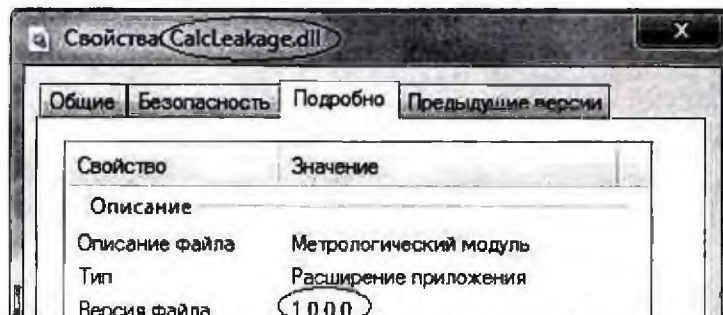 Свойства: CalcLeakage.dll
Общие Безопасность Подробно Предыдущие версии
Свойство Значение
Описание
Описание файла Метрологический модуль
Тип Расширение приложения
Версия файла 1.0.0.0